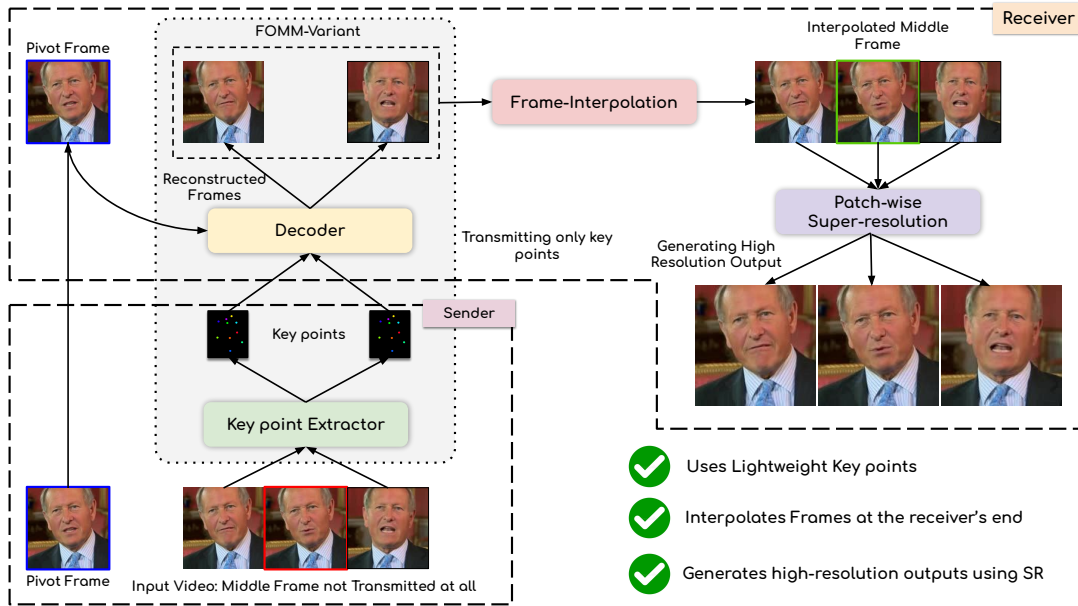 Receiver
FOMM-Variant
Pivot Frame
Interpolated Middle
Frame
Frame-Interpolation
Reconstructed
Frames
Decoder
Patch-wise
Super-resolution
Transmitting only key
points
Generating High
Resolution Output
Sender
Key points
Key point Extractor
Uses Lightweight Key points
Interpolates Frames at the receiver's end
Generates high-resolution outputs using SR
Pivot Frame
Input Video: Middle Frame not Transmitted at all